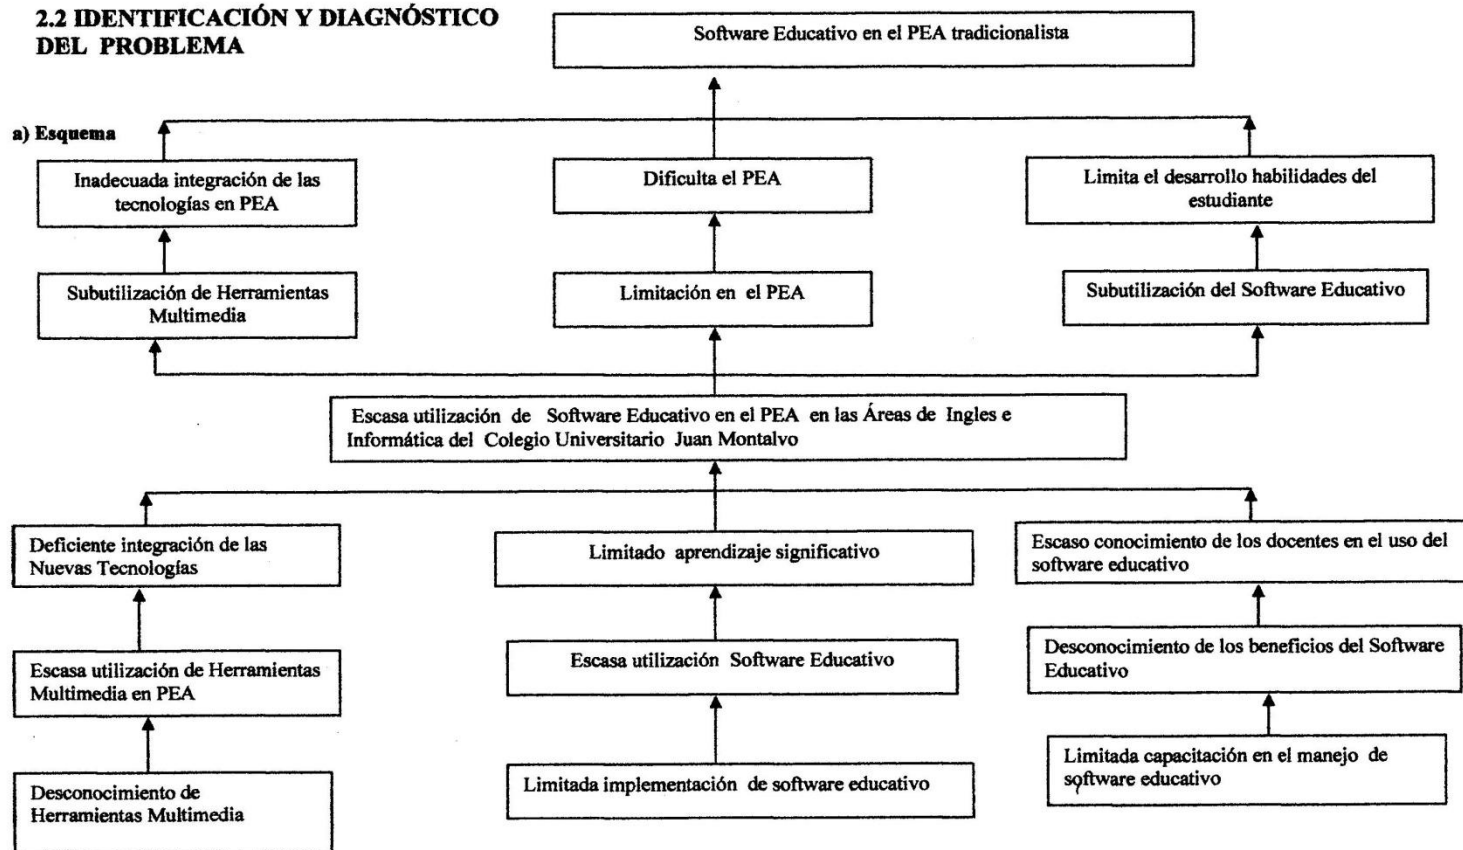 2.2 IDENTIFICACIÓN Y DIAGNÓSTICO
DEL PROBLEMA
Software Educativo en el PEA tradicionalista
a) Esquema
Inadecuada integración de las
tecnologías en PEA
Dificulta el PEA
Limita el desarrollo habilidades del
estudiante
Subutilización de Herramientas
Multimedia
Limitación en el PEA
Subutilización del Software Educativo
Escasa utilización de Software Educativo en el PEA en las Áreas de Ingles e
Informática del Colegio Universitario Juan Montalvo
Deficiente integración de las
Nuevas Tecnologías
Limitado aprendizaje significativo
Escaso conocimiento de los docentes en el uso del
software educativo
Escasa utilización de Herramientas
Multimedia en PEA
Escasa utilización Software Educativo
Desconocimiento de los beneficios del Software
Educativo
Desconocimiento de
Herramientas Multimedia
Limitada implementación de software educativo
Limitada capacitación en el manejo de
software educativo